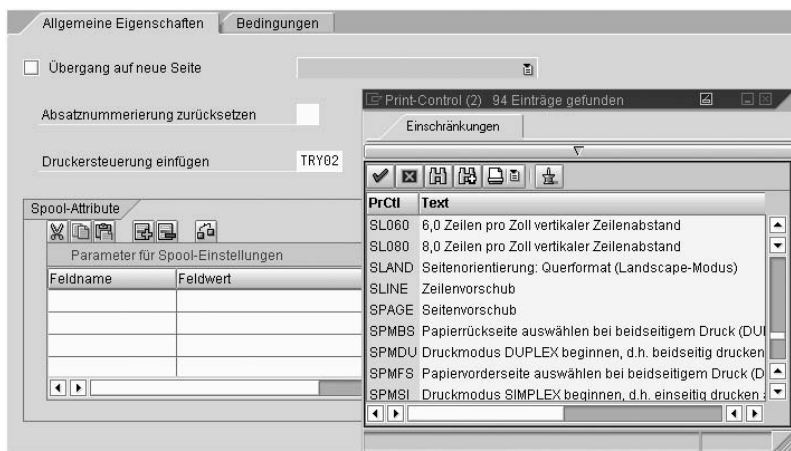 Allgemeine Eigenschaften
Bedingungen
Übergang auf neue Seite
Absatznummerierung zurücksetzen
Druckersteuerung einfügen
TRY02
Spool-Attribute
Parameter für Spool-Einstellungen
Feldname
Feldwert
Print-Control (2) 94 Einträge gefunden
Einschränkungen
PrCtl Text
SL060 6,0 Zeilen pro Zoll vertikaler Zeilenabstand
SL080 8,0 Zeilen pro Zoll vertikaler Zeilenabstand
SLAND Seitenorientierung: Querformat (Landscape-Modus)
SLINE Zeilenvorschub
SPAGE Seitenvorschub
SPMBS Papierrückseite auswählen bei beidseitigem Druck (DU
SPMDU Druckmodus DUPLEX beginnen, d.h. beidseitig drucken
SPMFS Papiervorderseite auswählen bei beidseitigem Druck (D
SPMSI Druckmodus SIMPLEX beginnen, d.h. einseitig drucken